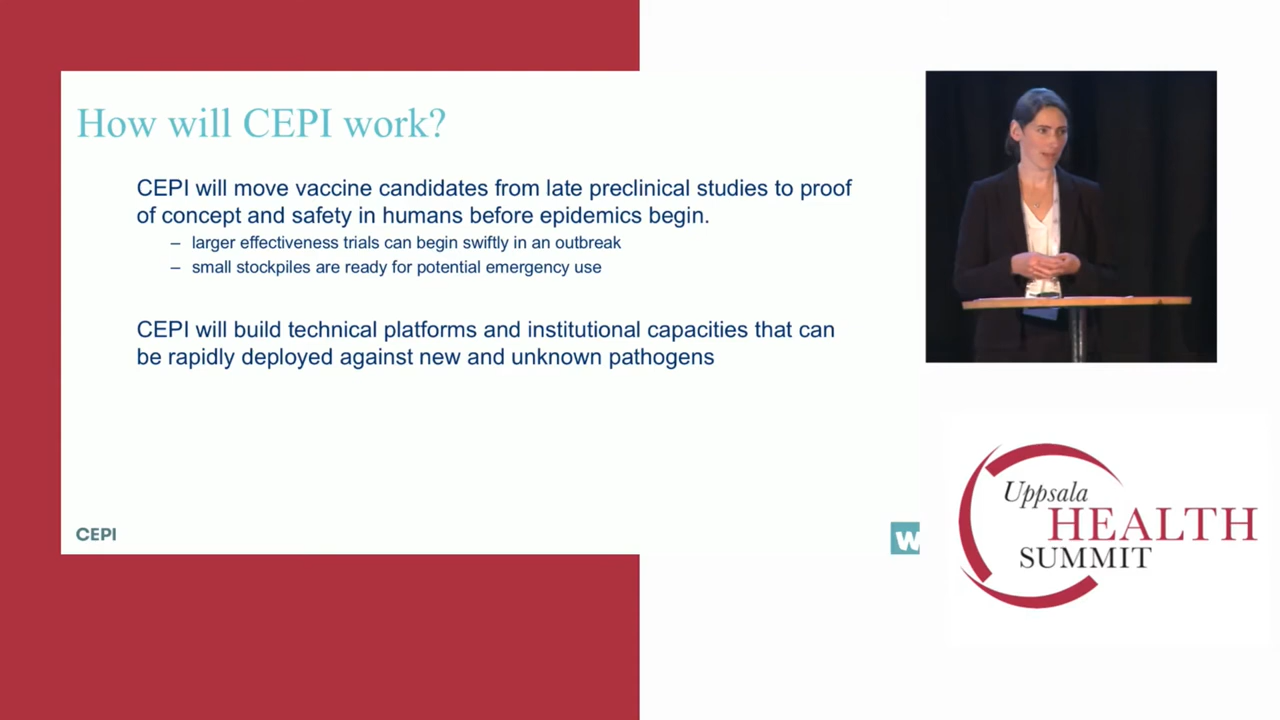 How will CEPI work?
CEPI will move vaccine candidates from late preclinical studies to proof
of concept and safety in humans before epidemics begin.
– larger effectiveness trials can begin swiftly in an outbreak
– small stockpiles are ready for potential emergency use
CEPI will build technical platforms and institutional capacities that can
be rapidly deployed against new and unknown pathogens
CEPI
W
Uppsala
HEALTH
SUMMIT